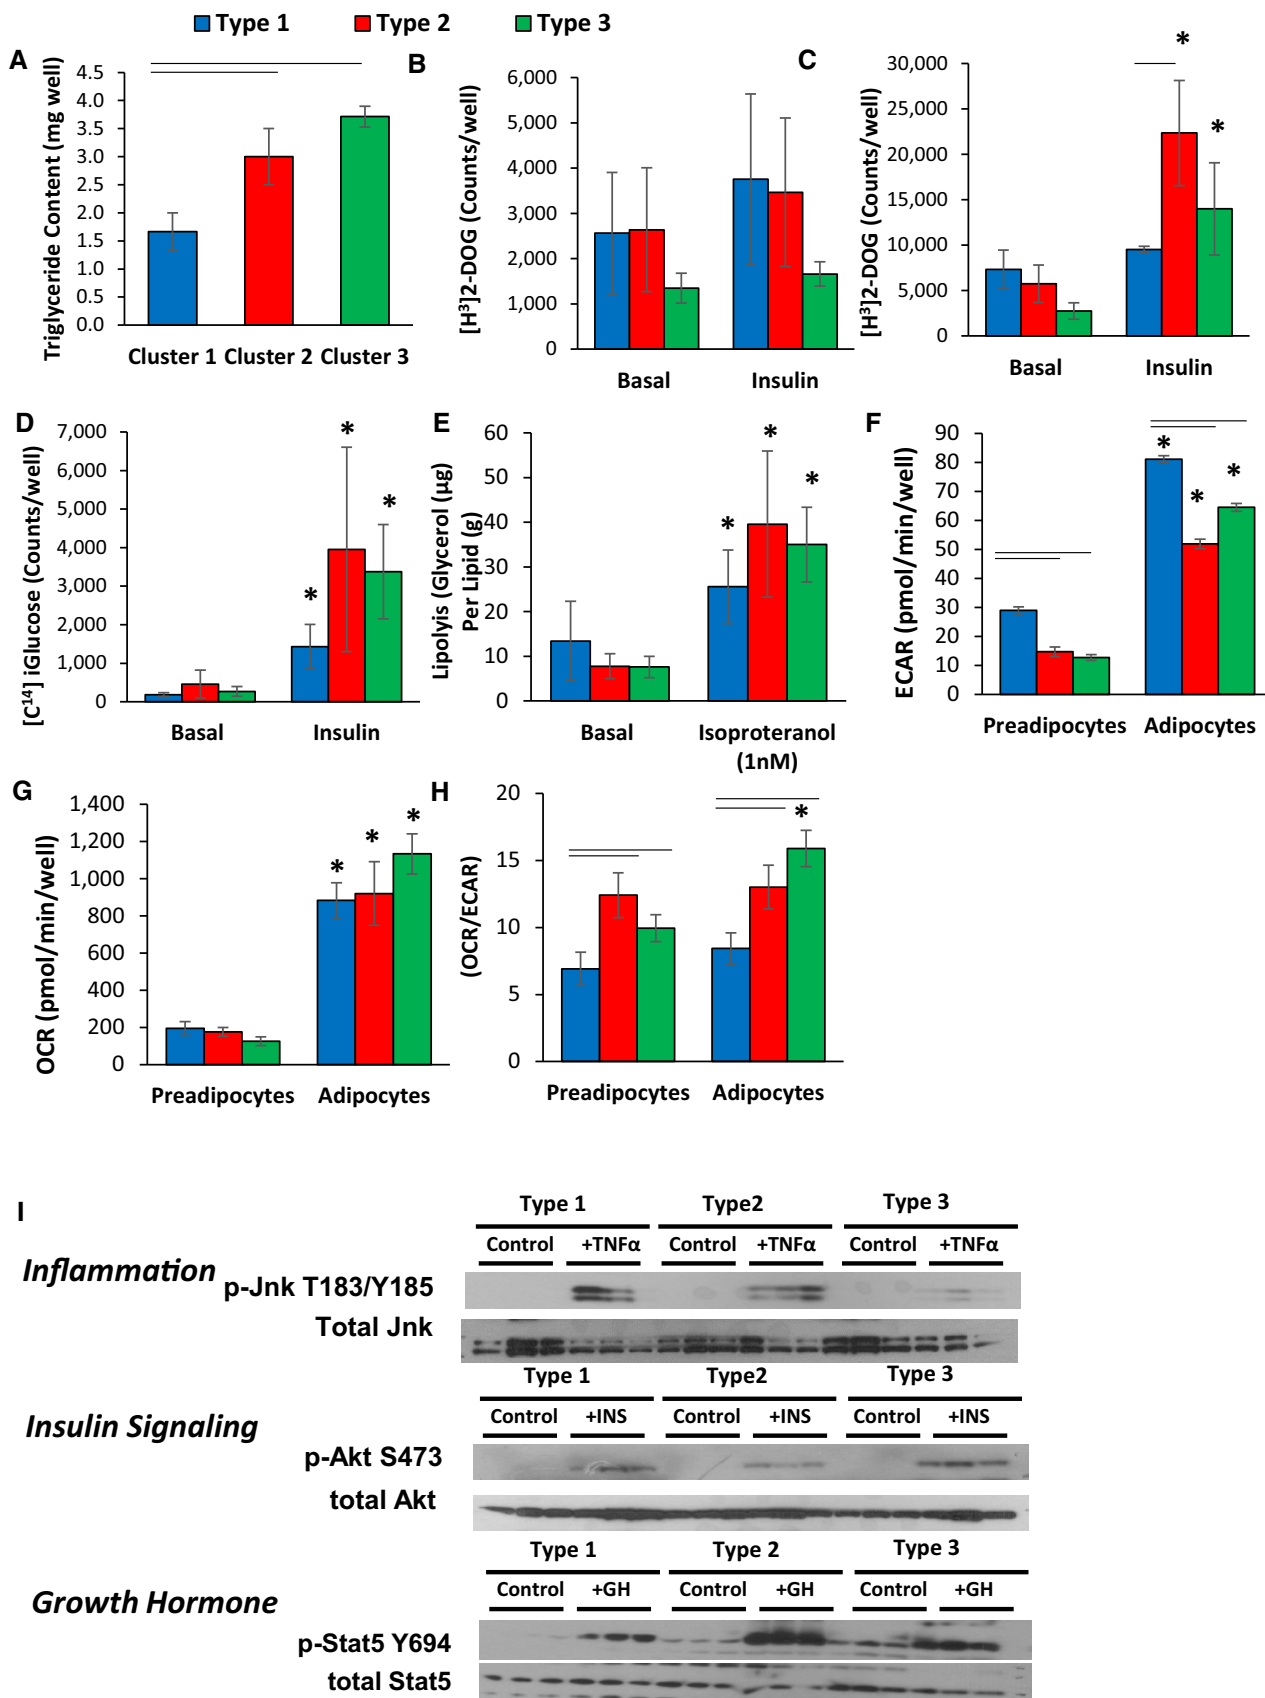 Type 1 Type 2 Type 3
A
Triglyceride Content (mg well)
4.5
4.0
3.5
3.0
2.5
2.0
1.5
1.0
0.5
0.0
Cluster 1 Cluster 2 Cluster 3
B
[H³]2-DOG (Counts/well)
6,000
5,000
4,000
3,000
2,000
1,000
0
Basal Insulin
C
[H³]2-DOG (Counts/well)
30,000
25,000
20,000
15,000
10,000
5,000
0
*
*
Basal Insulin
D
[C¹⁴] iGlucose (Counts/well)
7,000
6,000
5,000
4,000
3,000
2,000
1,000
0
*
*
*
Basal Insulin
E
Lipolyis (Glycerol (µg)
Per Lipid (g)
60
50
40
30
20
10
0
*
*
*
Basal Isoproteranol
(1nM)
F
ECAR (pmol/min/well)
90
80
70
60
50
40
30
20
10
0
*
*
*
Preadipocytes Adipocytes
G
OCR (pmol/min/well)
1,400
1,200
1,000
800
600
400
200
0
*
*
*
Preadipocytes Adipocytes
H
(OCR/ECAR)
20
15
10
5
0
*
Preadipocytes Adipocytes
I
Type 1 Type2 Type 3
Control +TNFα Control +TNFα Control +TNFα
Inflammation
p-Jnk T183/Y185
Total Jnk
Type 1 Type2 Type 3
Control +INS Control +INS Control +INS
Insulin Signaling
p-Akt S473
total Akt
Type 1 Type 2 Type 3
Control +GH Control +GH Control +GH
Growth Hormone
p-Stat5 Y694
total Stat5